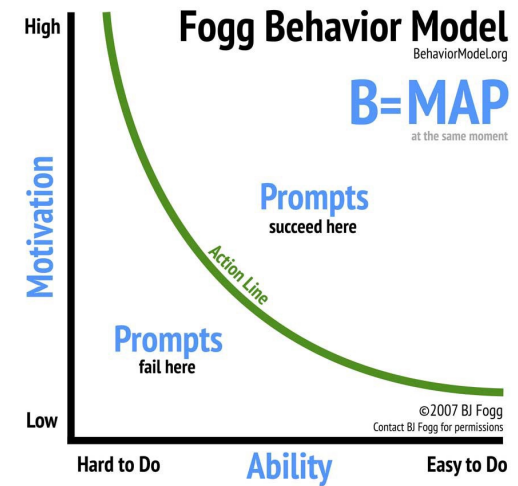 Fogg Behavior Model
BehaviorModel.org
High
B=MAP
at the same moment
Motivation
Prompts
succeed here
Action Line
Prompts
fail here
Low
©2007 BJ Fogg
Contact BJ Fogg for permissions
Hard to Do
Ability
Easy to Do